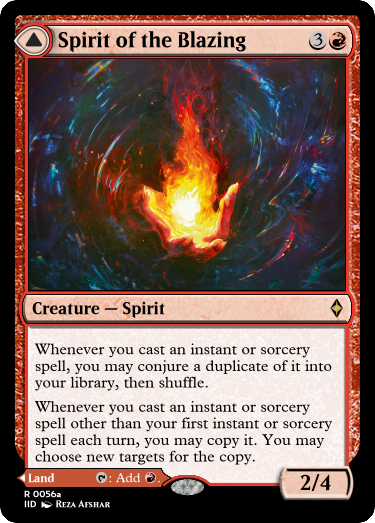 Spirit of the Blazing 3
Creature — Spirit
Whenever you cast an instant or sorcery
spell, you may conjure a duplicate of it into
your library, then shuffle.
Whenever you cast an instant or sorcery
spell other than your first instant or sorcery
spell each turn, you may copy it. You may
choose new targets for the copy.
Land : Add .
2/4
R 0056a
IID Reza Afshar